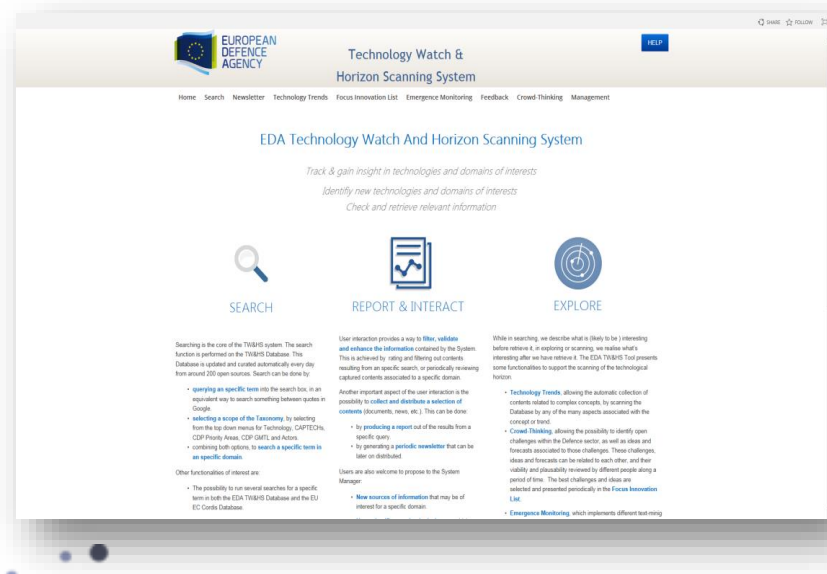 SHARE FOLLOW
EUROPEAN
DEFENCE
AGENCY
Technology Watch &
Horizon Scanning System
HELP
Home Search Newsletter Technology Trends Focus Innovation List Emergence Monitoring Feedback Crowd-Thinking Management
EDA Technology Watch And Horizon Scanning System
Track & gain insight in technologies and domains of interests
Identifiy new technologies and domains of interests
Check and retrieve relevant information
SEARCH
Searching is the core of the TW&HS system. The search
function is performed on the TW&HS Database. This
Database is updated and curated automatically every day
from around 200 open sources. Search can be done by:
• querying an specific term into the search box, in an
equivalent way to search something between quotes in
Google.
• selecting a scope of the Taxonomy, by selecting
from the top down menus for Technology, CAPTECHs,
CDP Priority Areas, CDP GMTL and Actors.
• combining both options, to search a specific term in
an specific domain.
Other functionalities of interest are:
• The possibility to run several searches for a specific
term in both the EDA TW&HS Database and the EU
EC Cordis Database
REPORT & INTERACT
User interaction provides a way to filter, validate
and enhance the information contained by the System.
This is achieved by rating and filtering out contents
resulting from an specific search, or periodically reviewing
captured contents associated to a specific domain.
Another important aspect of the user interaction is the
possibility to collect and distribute a selection of
contents (documents, news, etc.). This can be done:
• by producing a report out of the results from a
specific query.
• by generating a periodic newsletter that can be
later on distributed.
Users are also welcome to propose to the System
Manager:
• New sources of information that may be of
interest for a specific domain.
EXPLORE
While in searching, we describe what is (likely to be ) interesting
before retrieve it, in exploring or scanning, we realise what's
interesting after we have retrieve it. The EDA TW&HS Tool presents
some functionalities to support the scanning of the technological
horizon.
• Technology Trends, allowing the automatic collection of
contents related to complex concepts, by scanning the
Database by any of the many aspects associated with the
concept or trend.
• Crowd-Thinking, allowing the possibility to identify open
challenges within the Defence sector, as well as ideas and
forecasts associated to those challenges. These challenges,
ideas and forecasts can be related to each other, and their
viability and plausability reviewed by different people along a
period of time. The best challenges and ideas are
selected and presented periodically in the Focus Innovation
List.
• Emergence Monitoring, which implements different text-mining